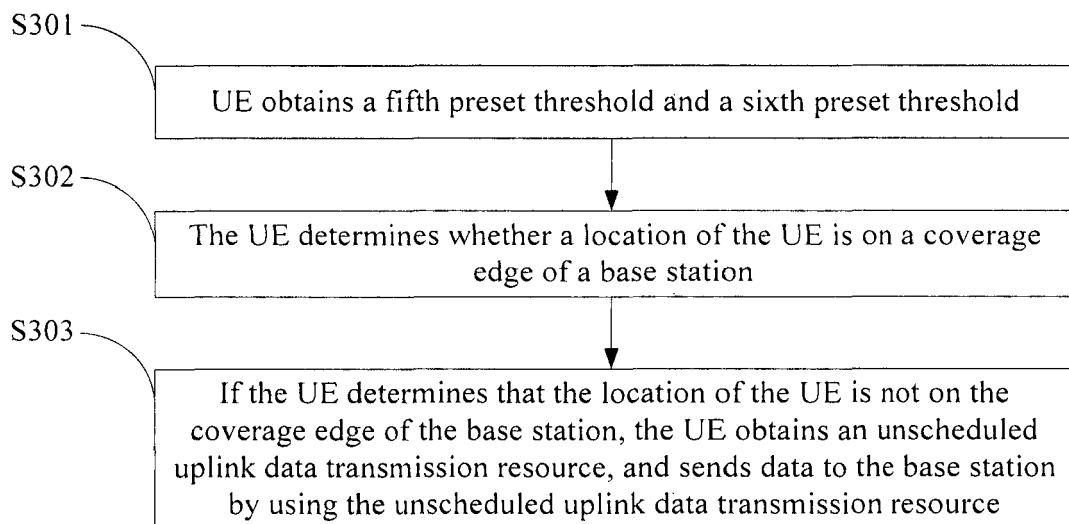 S301
UE obtains a fifth preset threshold and a sixth preset threshold
S302
The UE determines whether a location of the UE is on a coverage
edge of a base station
S303
If the UE determines that the location of the UE is not on the
coverage edge of the base station, the UE obtains an unscheduled
uplink data transmission resource, and sends data to the base station
by using the unscheduled uplink data transmission resource